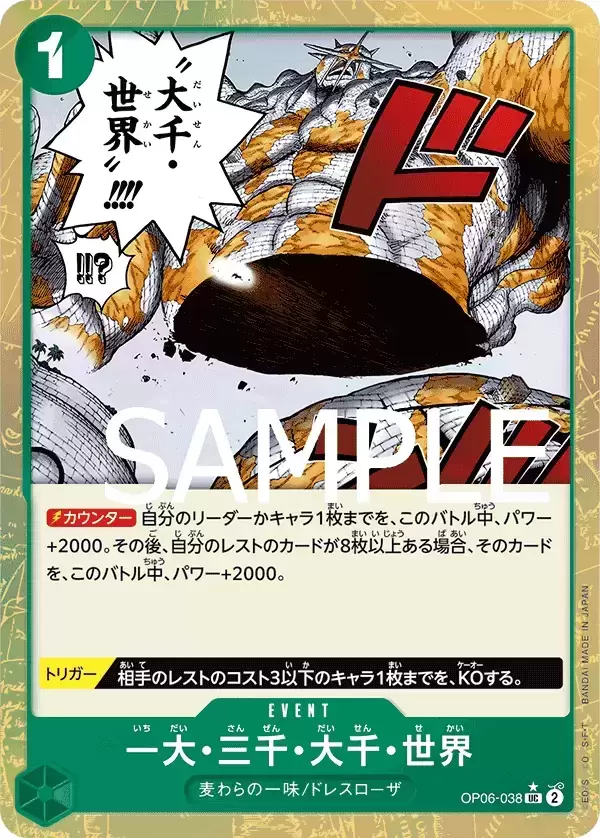 1
"大千・
世界"!!!!
!!?
ド
SAMPLE
カウンター 自分のリーダーかキャラ1枚までを、このバトル中、パワー
+2000。その後、自分のレストのカードが8枚以上ある場合、そのカード
を、このバトル中、パワー+2000。
トリガー 相手のレストのコスト3以下のキャラ1枚までを、KOする。
EVENT
一大・三千・大千・世界
麦わらの一味/ドレスローザ
OP06-038 UC 2
BANDAI MADE IN JAPAN